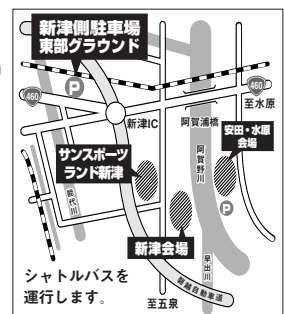 新津側駐車場
東部グラウンド
460
P
460
至水原
新津IC
阿賀浦橋
安田・水原
会場
サンスポーツ
ランド新津
阿賀野川
能代川
P
新津会場
早出川
シャトルバスを
運行します。
磐越自動車道
至五泉